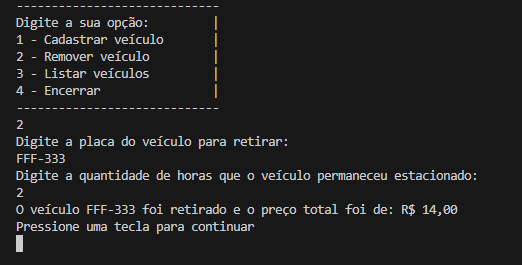 -----------------------------
Digite a sua opção:         |
1 - Cadastrar veículo       |
2 - Remover veículo         |
3 - Listar veículos         |
4 - Encerrar                |
-----------------------------
2
Digite a placa do veículo para retirar:
FFF-333
Digite a quantidade de horas que o veículo permaneceu estacionado:
2
O veículo FFF-333 foi retirado e o preço total foi de: R$ 14,00
Pressione uma tecla para continuar